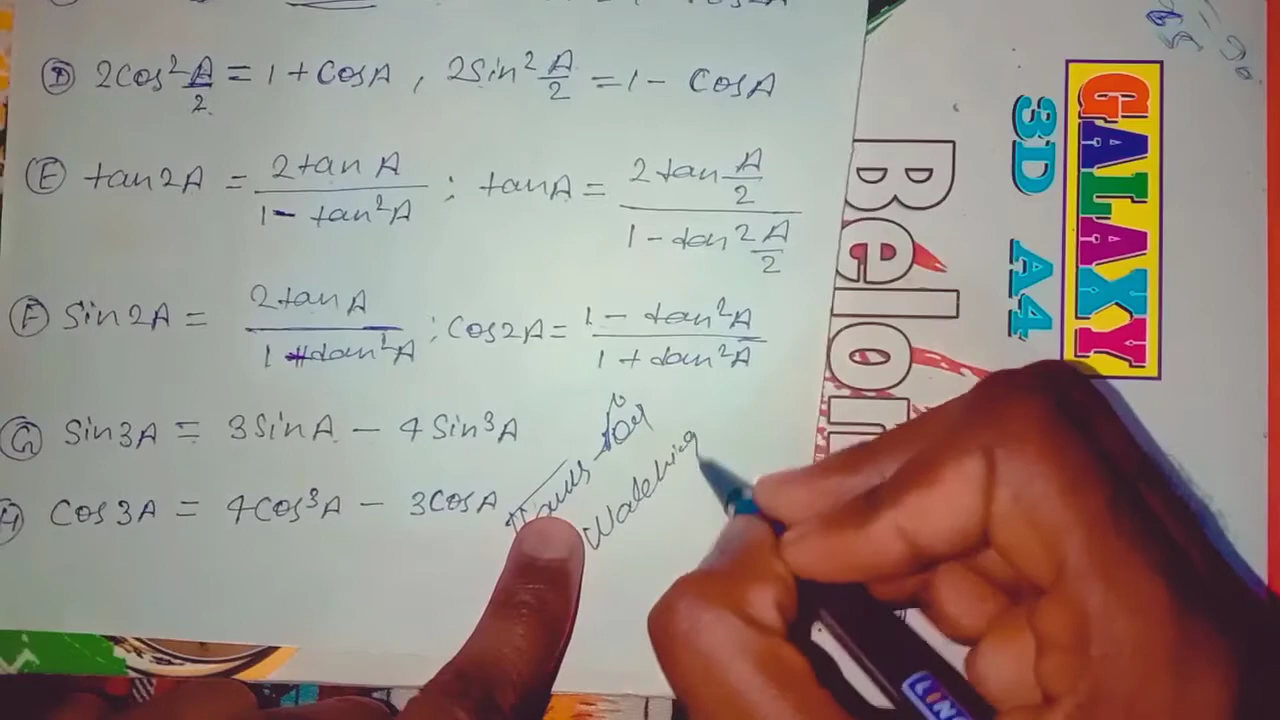 (D) 2Cos²A/2 = 1 + CosA , 2Sin²A/2 = 1 - CosA
(E) tan2A = 2tanA / 1 - tan²A ; tanA = 2tan A/2 / 1 - tan²A/2
(F) Sin2A = 2tanA / 1 + tan²A ; Cos2A = 1 - tan²A / 1 + tan²A
(G) Sin3A = 3SinA - 4Sin³A
(H) Cos3A = 4Cos³A - 3CosA
for
Watching
GALAXY
3D A4
Belon
LINC